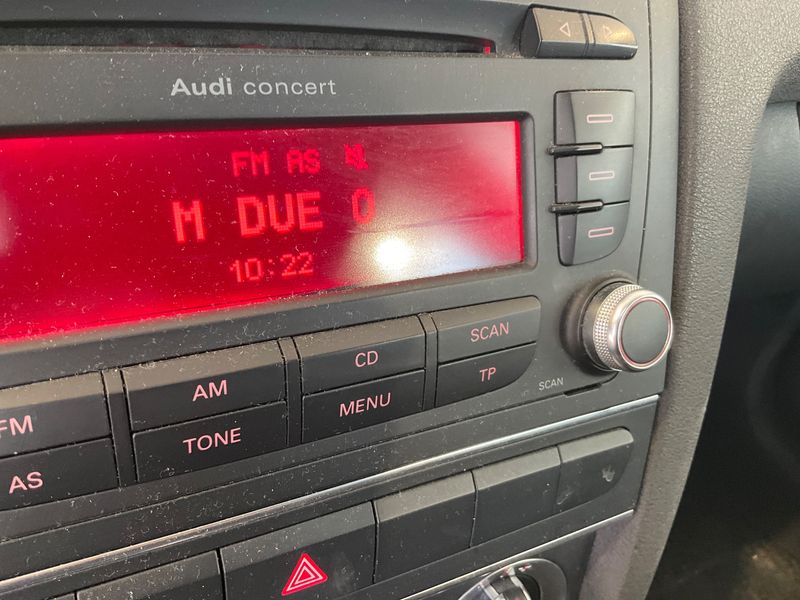 Audi concert
FM AS
M DUE 0
10:22
FM
AM
CD
SCAN
AS
TONE
MENU
TP
SCAN